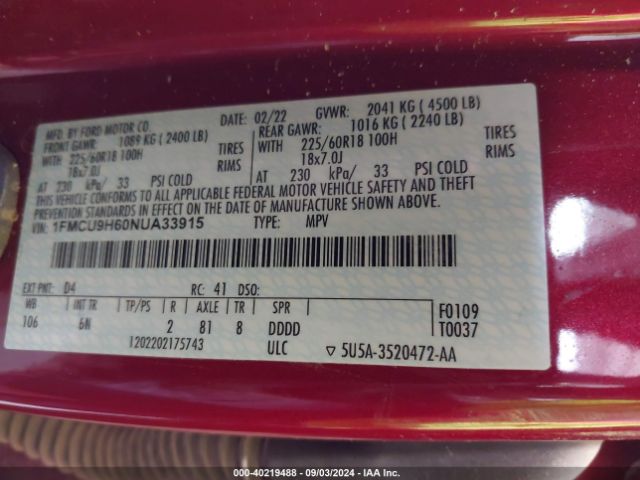 MFD. BY FORD MOTOR CO.
DATE: 02/22 GVWR: 2041 KG (4500 LB)
FRONT GAWR: 1089 KG (2400 LB)
REAR GAWR: 1016 KG (2240 LB)
WITH 225/60R18 100H TIRES
WITH 225/60R18 100H TIRES
18x7.0J RIMS
18x7.0J RIMS
AT 230 kPa/ 33 PSI COLD
AT 230 kPa/ 33 PSI COLD
THIS VEHICLE CONFORMS TO ALL APPLICABLE FEDERAL MOTOR VEHICLE SAFETY AND THEFT
PREVENTION STANDARDS IN EFFECT ON THE DATE OF MANUFACTURE SHOWN ABOVE.
VIN: 1FMCU9H60NUA33915 TYPE: MPV
EXT PNT: D4 RC: 41 DSO:
WB INT TR TP/PS R AXLE TR SPR
106 6N 2 81 8 DDDD
F0109
T0037
1202202175743 ULC ▽ 5U5A-3520472-AA
000-40219488 - 09/03/2024 - IAA Inc.